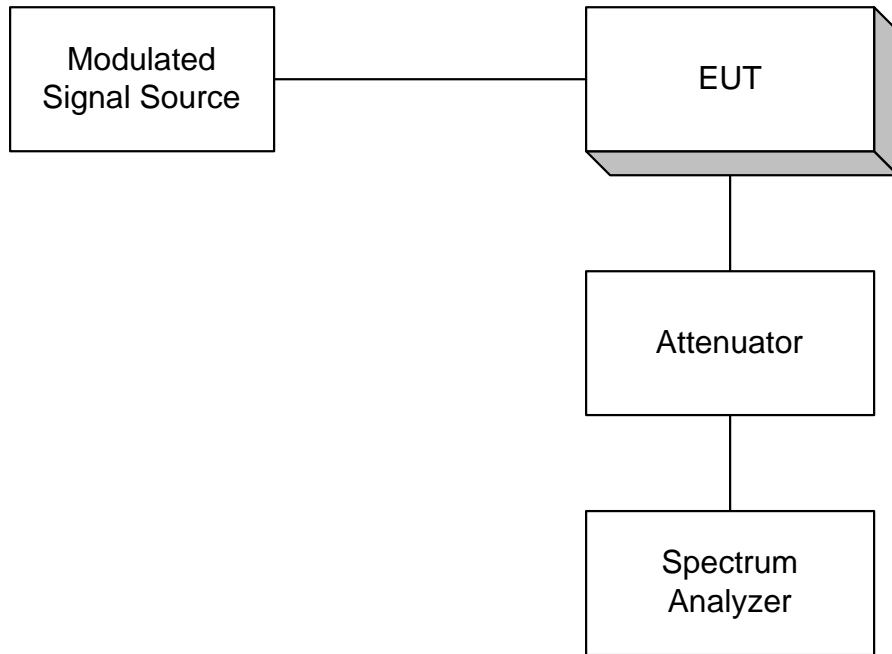 Modulated
Signal Source
EUT
Attenuator
Spectrum
Analyzer